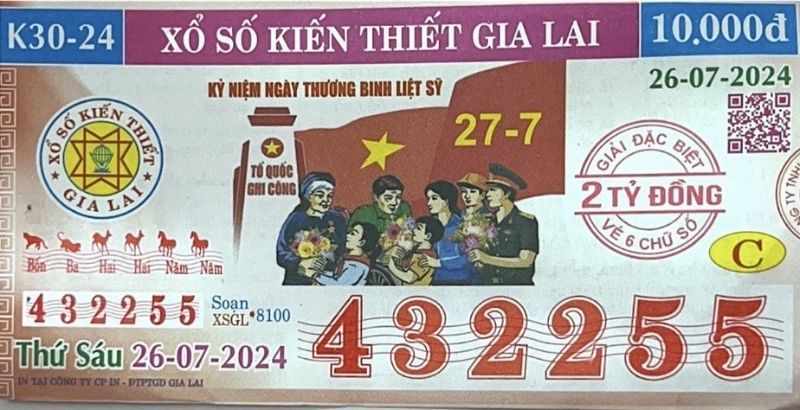 K30-24
XỔ SỐ KIẾN THIẾT GIA LAI
10.000đ
26-07-2024
KỶ NIỆM NGÀY THƯƠNG BINH LIỆT SỸ
27-7
TỔ QUỐC
GHI CÔNG
XỔ SỐ KIẾN THIẾT
GIA LAI
GIẢI ĐẶC BIỆT
2 TỶ ĐỒNG
VÉ 6 CHỮ SỐ
TY TNH
C
Bốn Ba Hai Hai Năm Năm
432255
Soạn
XSGL*8100
432255
Thứ Sáu 26-07-2024
IN TẠI CÔNG TY CP IN - ĐTPTGD GIA LAI